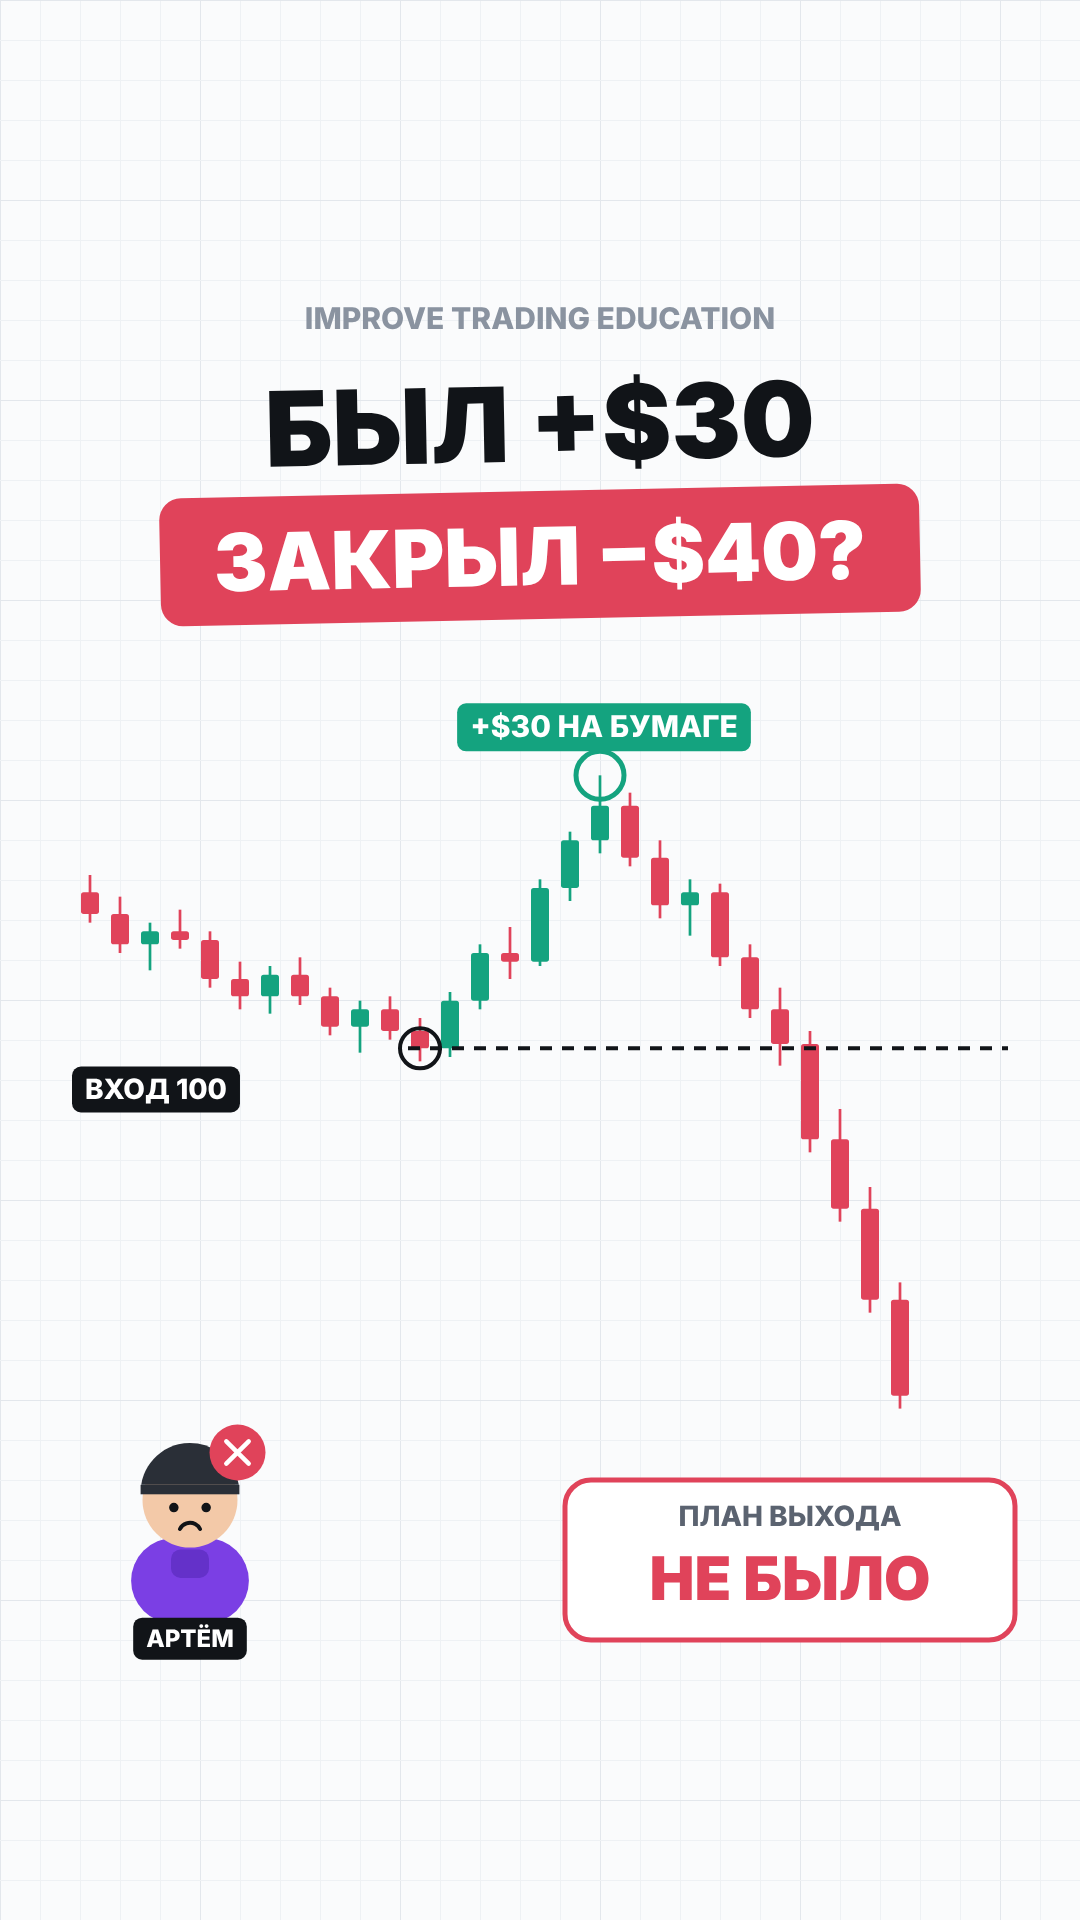 IMPROVE TRADING EDUCATION
БЫЛ +$30
ЗАКРЫЛ −$40?
+$30 НА БУМАГЕ
ВХОД 100
ПЛАН ВЫХОДА
НЕ БЫЛО
АРТЁМ